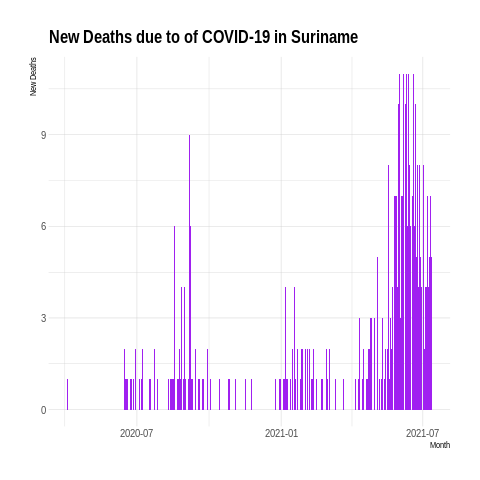 New Deaths due to of COVID-19 in Suriname
New Deaths
9
6
3
0
2020-07
2021-01
2021-07
Month